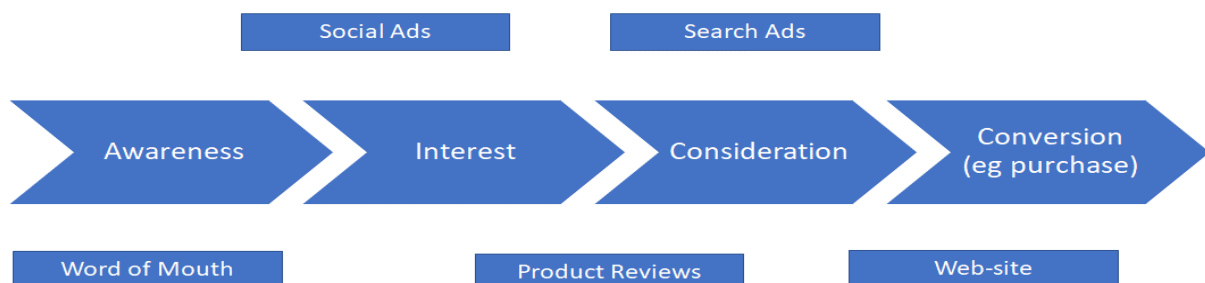 Social Ads
Search Ads
Awareness
Interest
Consideration
Conversion
(eg purchase)
Word of Mouth
Product Reviews
Web-site